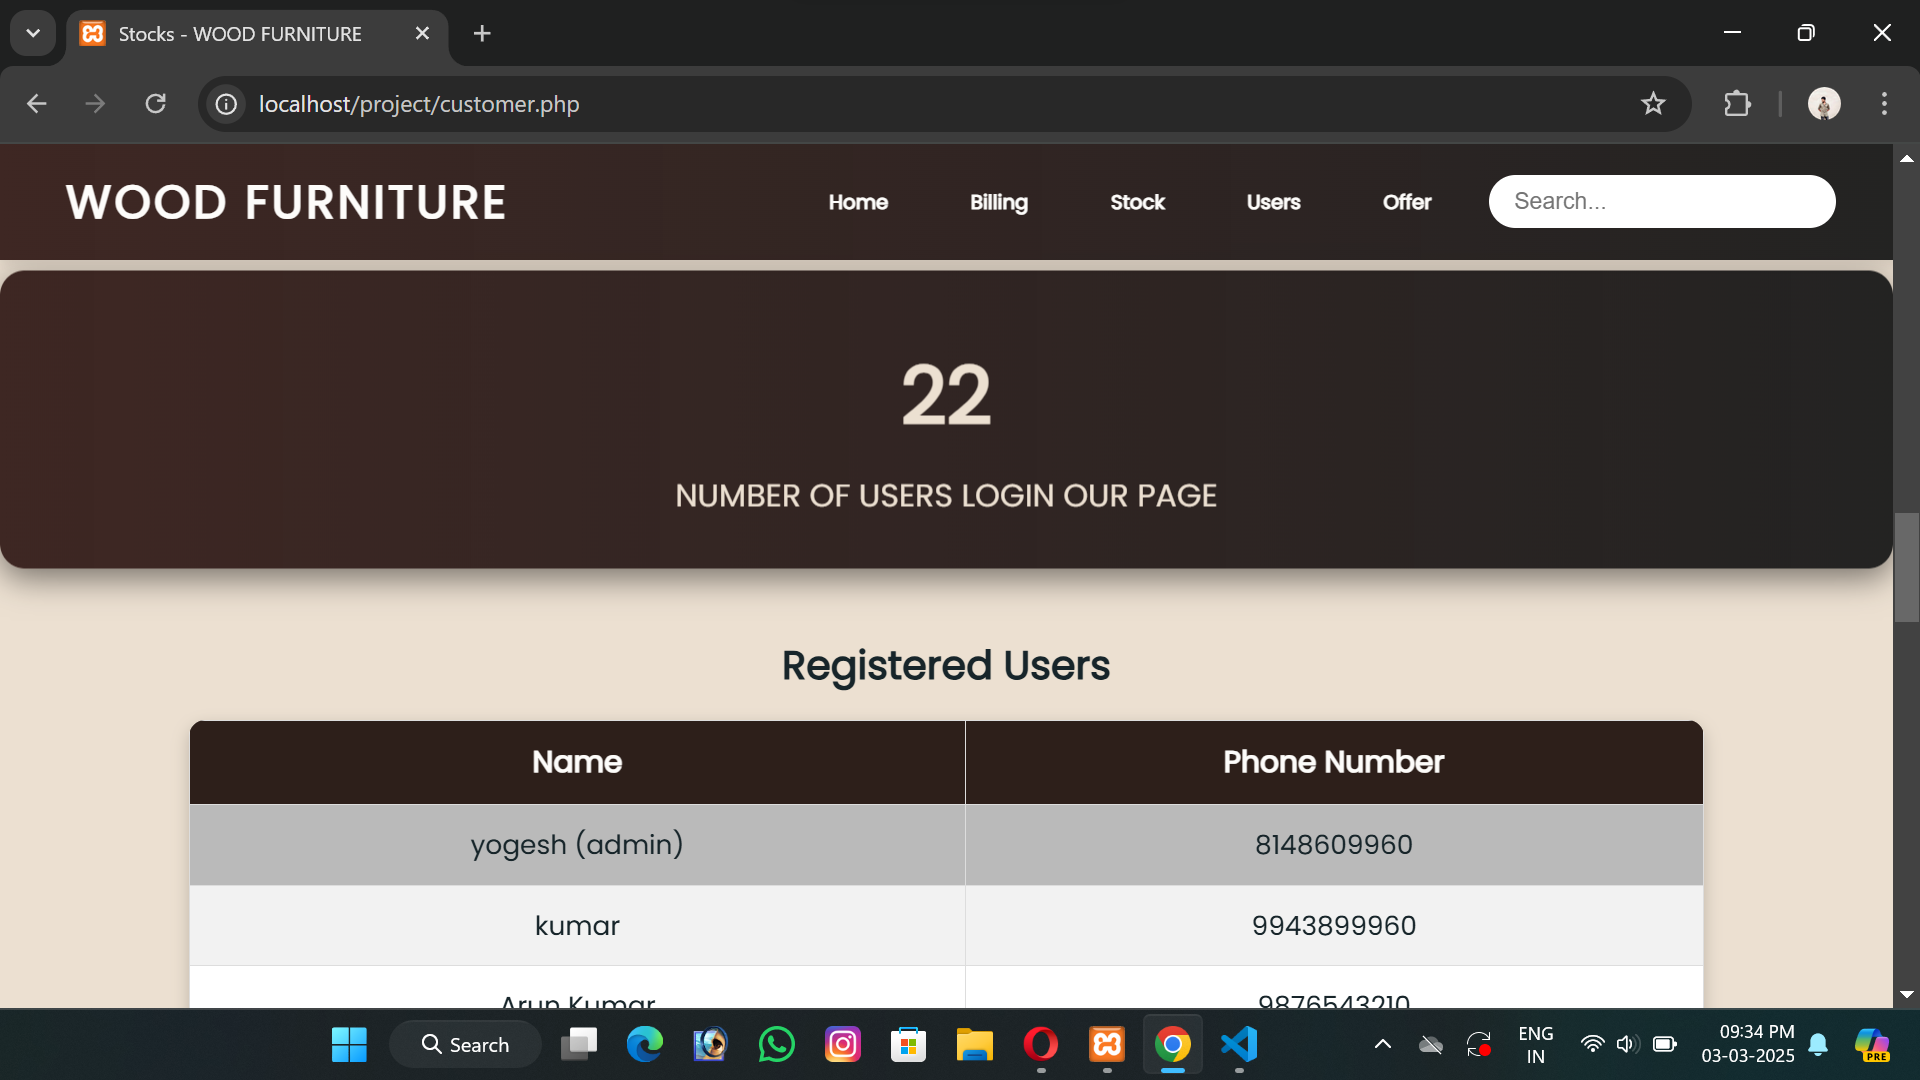 Stocks - WOOD FURNITURE
localhost/project/customer.php
WOOD FURNITURE
Home
Billing
Stock
Users
Offer
Search...
22
NUMBER OF USERS LOGIN OUR PAGE
Registered Users
Name Phone Number
yogesh (admin) 8148609960
kumar 9943899960
Arun Kumar 9876543210
Search
ENG
IN
09:34 PM
03-03-2025
PRE